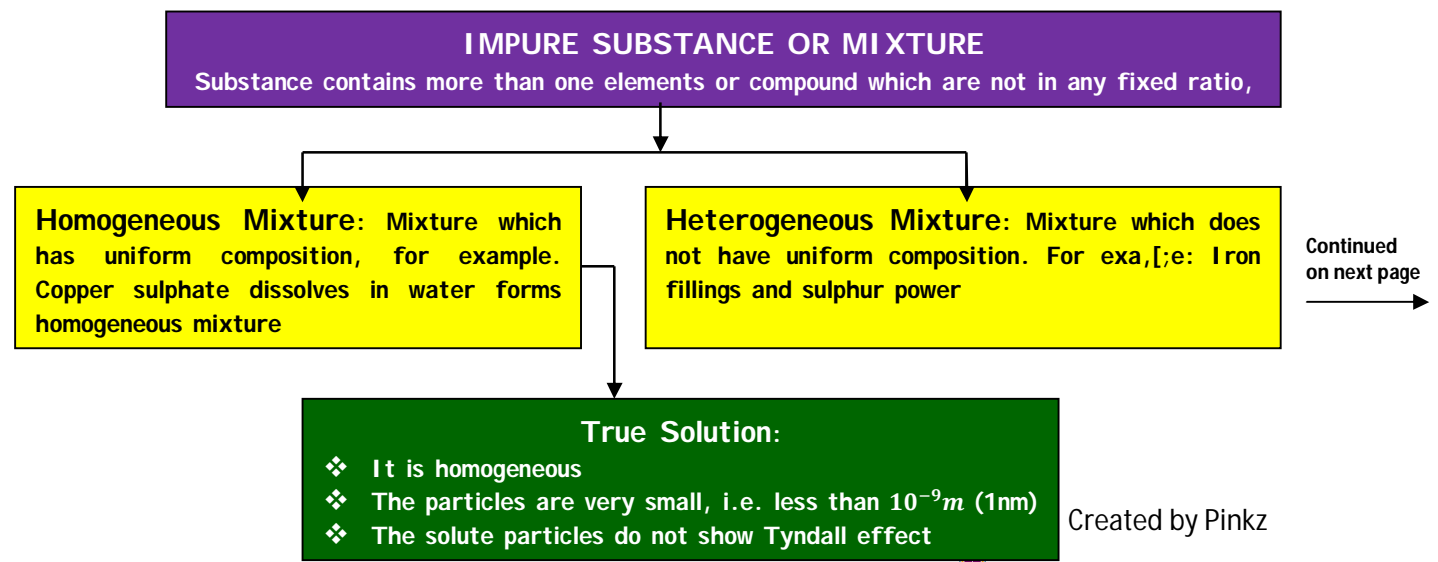 IMPURE SUBSTANCE OR MIXTURE
Substance contains more than one elements or compound which are not in any fixed ratio,
Homogeneous Mixture: Mixture which
has uniform composition, for example.
Copper sulphate dissolves in water forms
homogeneous mixture
Heterogeneous Mixture: Mixture which does
not have uniform composition. For exa,[;e: Iron
fillings and sulphur power
Continued
on next page
True Solution:
❖ It is homogeneous
❖ The particles are very small, i.e. less than 10⁻⁹m (1nm)
❖ The solute particles do not show Tyndall effect
Created by Pinkz